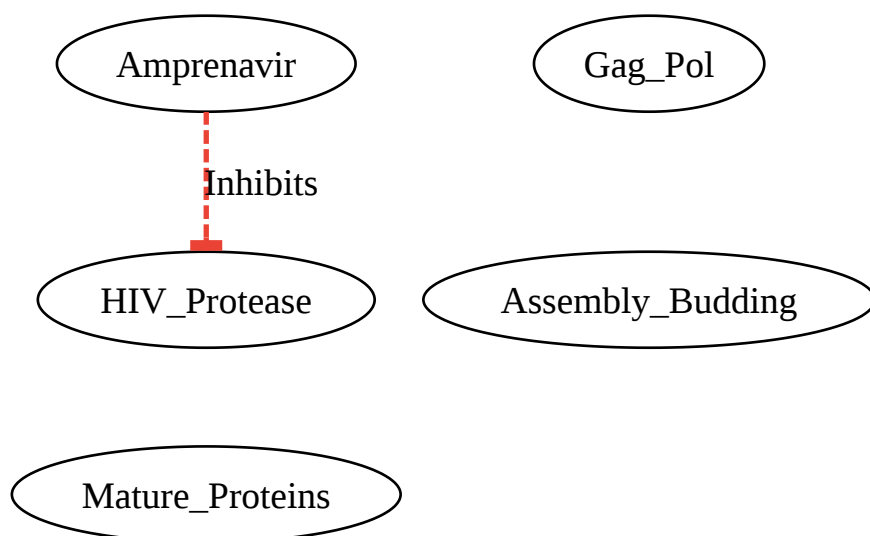 Amprenavir
Gag_Pol
Inhibits
HIV_Protease
Assembly_Budding
Mature_Proteins